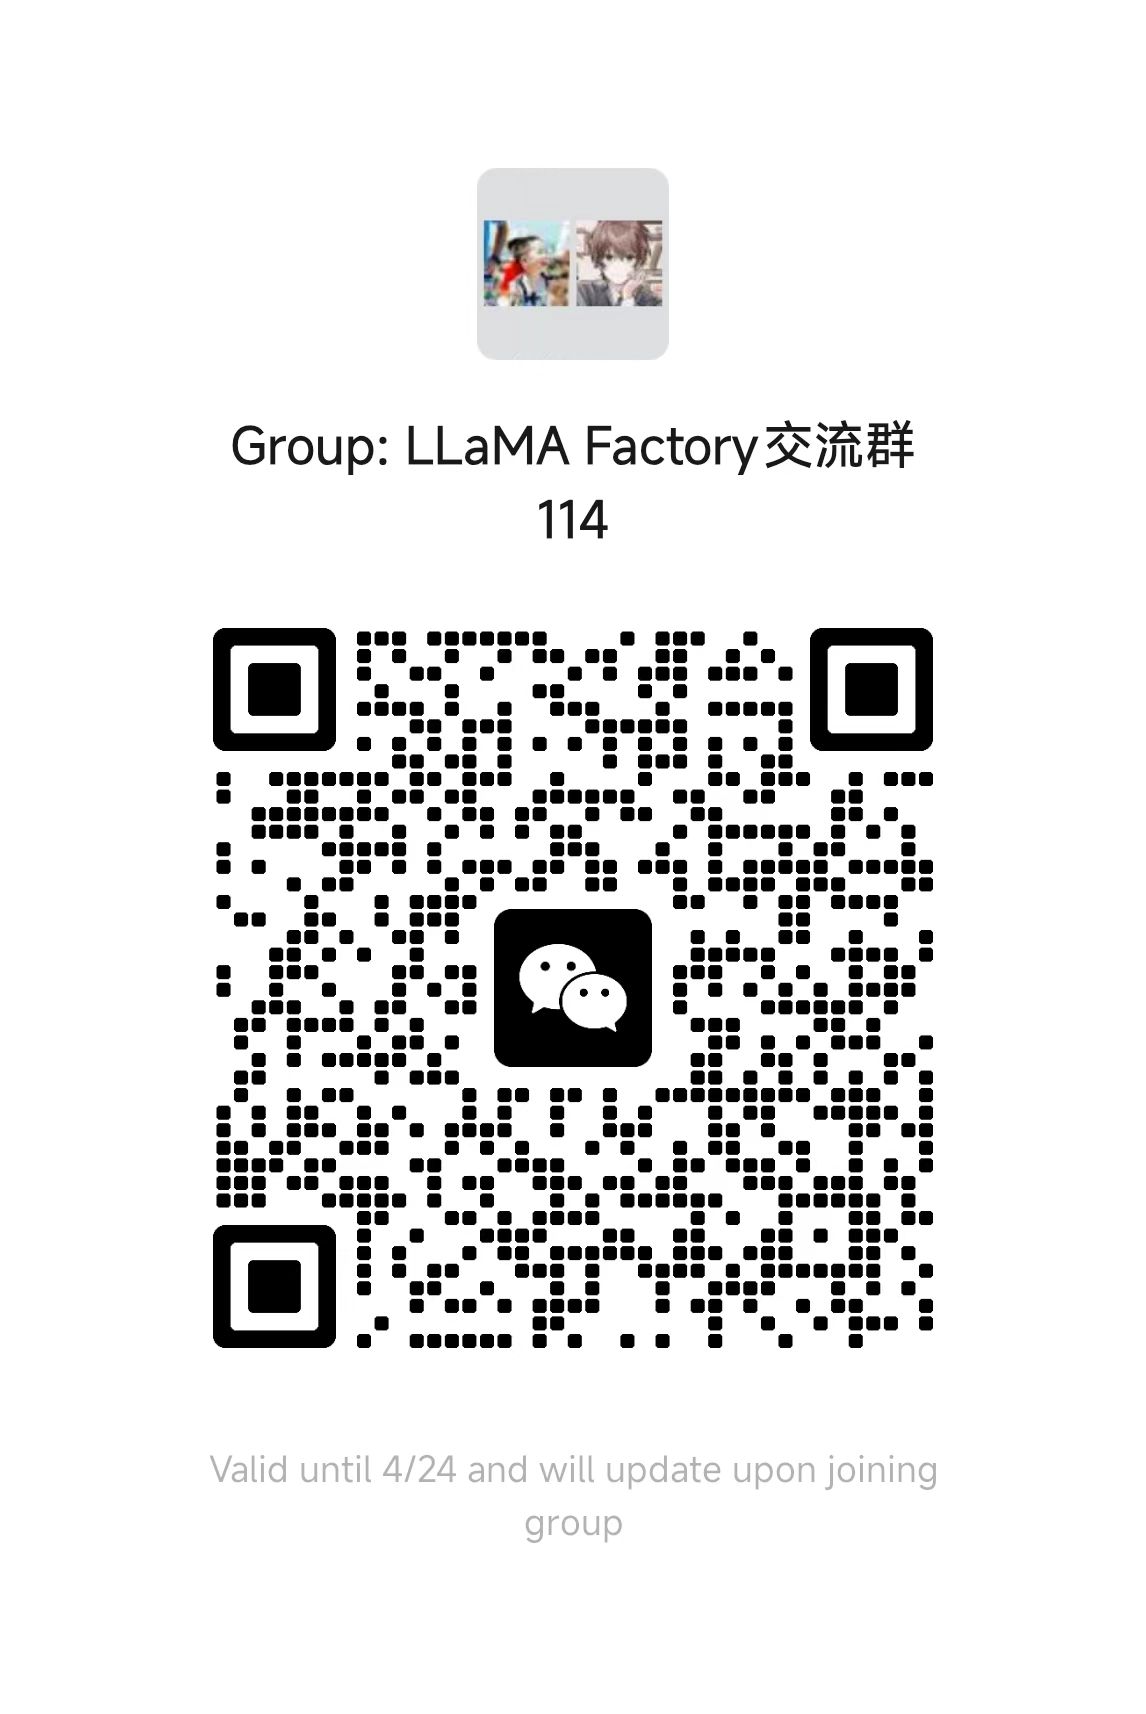 Group: LLaMA Factory交流群
114
Valid until 4/24 and will update upon joining
group